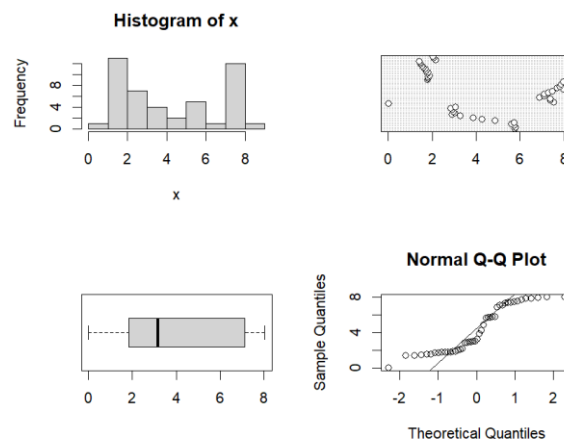 Histogram of x
Frequency
12
8
4
0
0 2 4 6 8
x
0 2 4 6 8
0 2 4 6 8
Normal Q-Q Plot
Sample Quantiles
8
4
0
-2 -1 0 1 2
Theoretical Quantiles